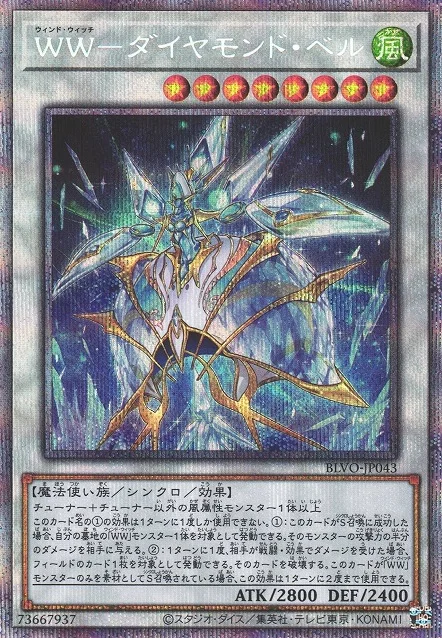 ウィンド・ウィッチ
WW－ダイヤモンド・ベル
かぜ
風
BLVO-JP043
【魔法使い族／シンクロ／効果】
チューナー＋チューナー以外の風属性モンスター1体以上
このカード名の①の効果は1ターンに1度しか使用できない。①：このカードがS召喚に成功した
場合、自分の墓地の「WW」モンスター1体を対象として発動できる。そのモンスターの攻撃力の半分
のダメージを相手に与える。②：1ターンに1度、相手が戦闘・効果でダメージを受けた場合、
フィールドのカード1枚を対象として発動できる。そのカードを破壊する。このカードが「WW」
モンスターのみを素材としてS召喚されている場合、この効果は1ターンに2度まで使用できる。
ATK/2800 DEF/2400
73667937
©スタジオ・ダイス／集英社・テレビ東京・KONAMI